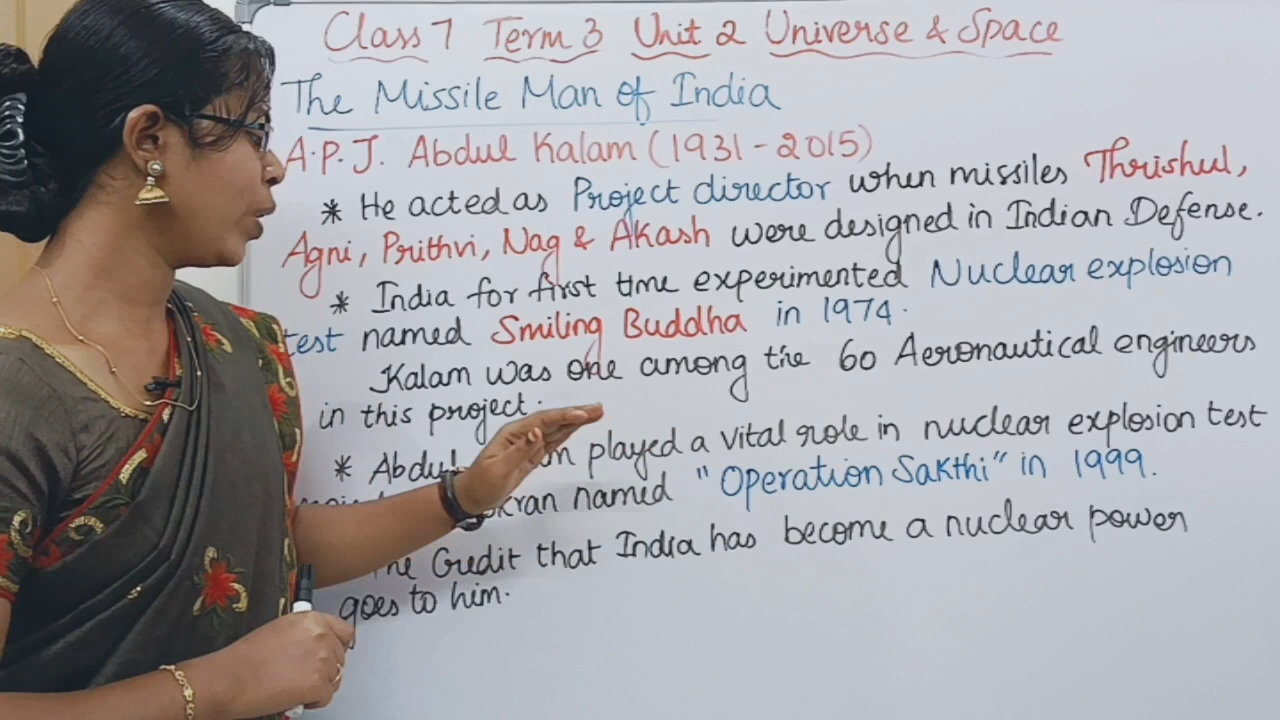 Class 7 Term 3 Unit 2 Universe & Space
The Missile Man of India
A.P.J. Abdul Kalam (1931 - 2015)
* He acted as Project director when missiles Thrishul,
Agni, Prithvi, Nag & Akash were designed in Indian Defense.
* India for first time experimented Nuclear explosion
test named Smiling Buddha in 1974.
Kalam was one among the 60 Aeronautical engineers
in this project.
* played a vital role in nuclear explosion test
named "Operation Sakthi" in 1999.
Credit that India has become a nuclear power
goes to him.